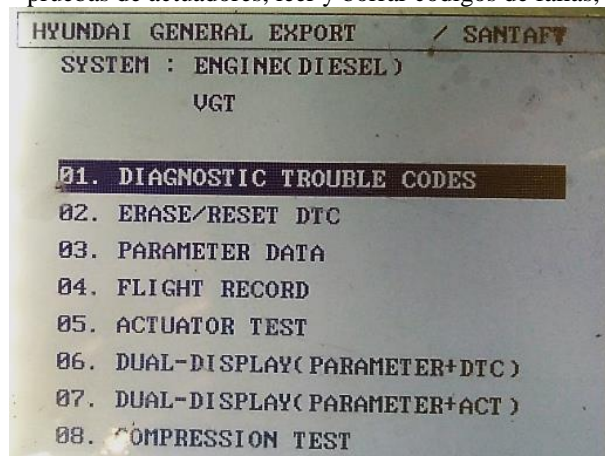 pruebas de actuadores, leer y borrar códigos de fallas,
HYUNDAI GENERAL EXPORT / SANTAF▼
SYSTEM : ENGINE(DIESEL)
VGT
01. DIAGNOSTIC TROUBLE CODES
02. ERASE/RESET DTC
03. PARAMETER DATA
04. FLIGHT RECORD
05. ACTUATOR TEST
06. DUAL-DISPLAY(PARAMETER+DTC)
07. DUAL-DISPLAY(PARAMETER+ACT)
08. COMPRESSION TEST